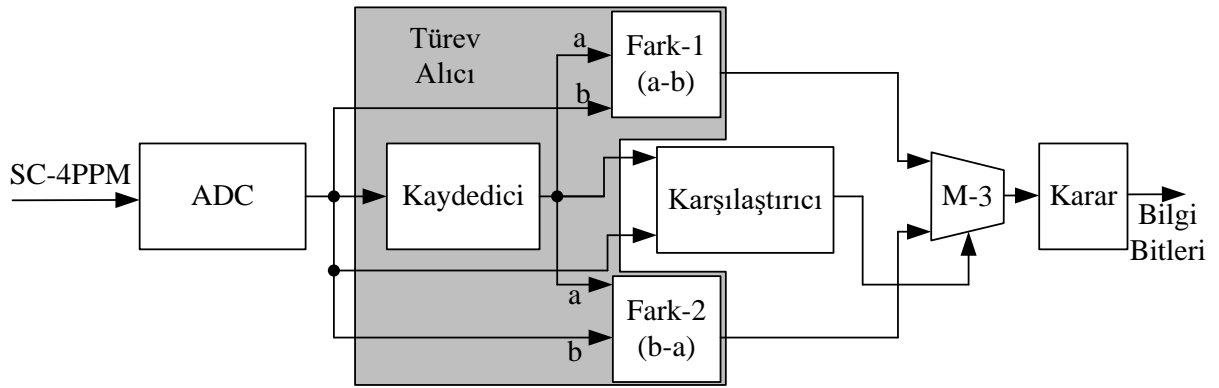 Türev
Alıcı
a
b
Fark-1
(a-b)
SC-4PPM
ADC
Kaydedici
Karşılaştırıcı
M-3
Karar
Bilgi
Bitleri
a
b
Fark-2
(b-a)